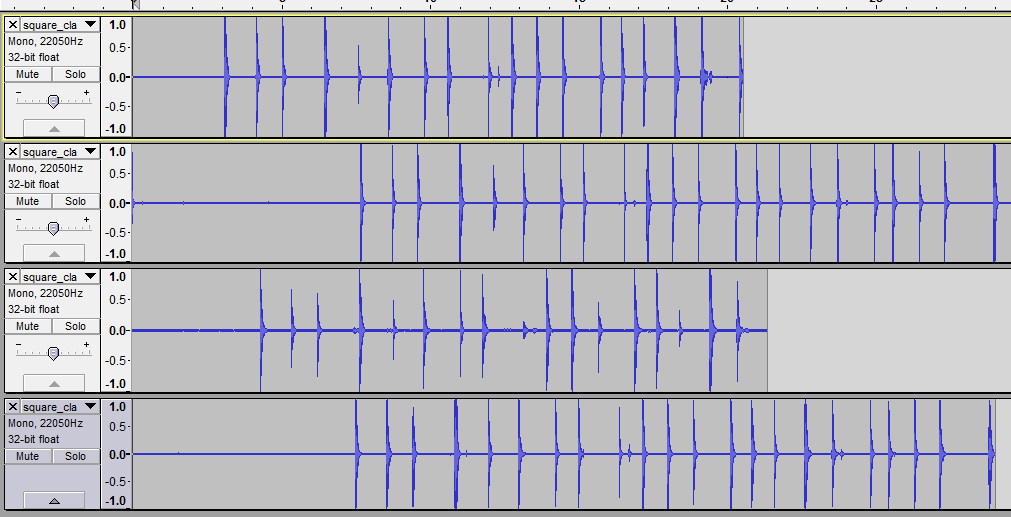 square_cla
Mono, 22050Hz
32-bit float
Mute Solo
- +
1.0
0.5-
0.0-
-0.5-
-1.0
square_cla
Mono, 22050Hz
32-bit float
Mute Solo
- +
1.0
0.5-
0.0-
-0.5-
-1.0
square_cla
Mono, 22050Hz
32-bit float
Mute Solo
- +
1.0
0.5-
0.0-
-0.5-
-1.0
square_cla
Mono, 22050Hz
32-bit float
Mute Solo
1.0
0.5-
0.0-
-0.5-
-1.0